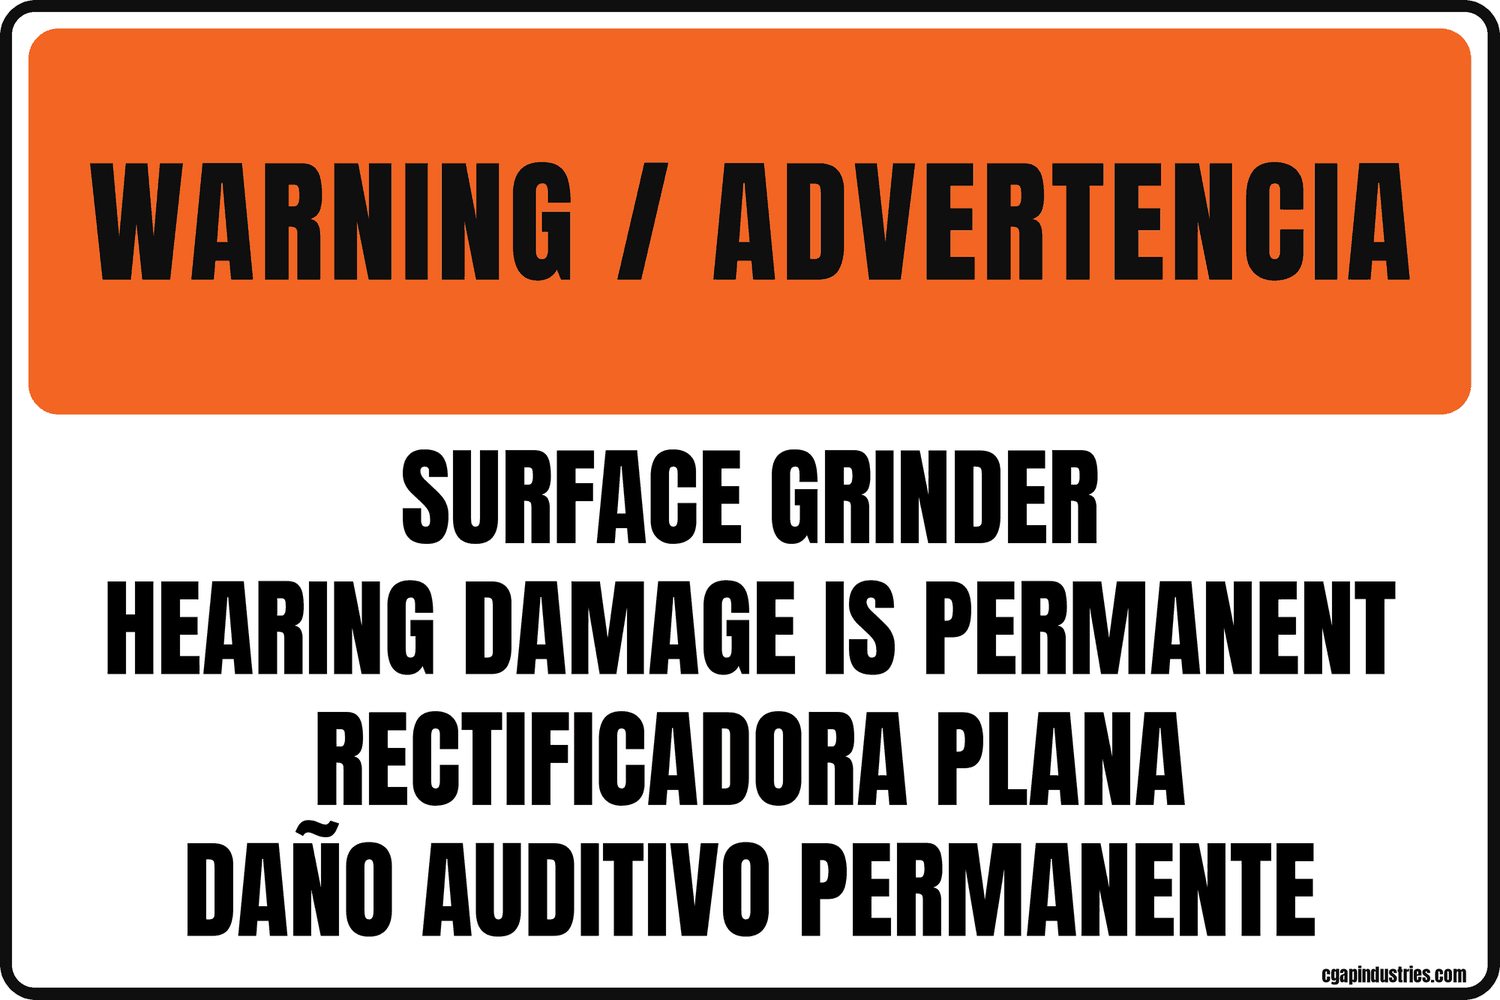 WARNING / ADVERTENCIA
SURFACE GRINDER
HEARING DAMAGE IS PERMANENT
RECTIFICADORA PLANA
DAÑO AUDITIVO PERMANENTE
cgapindustries.com